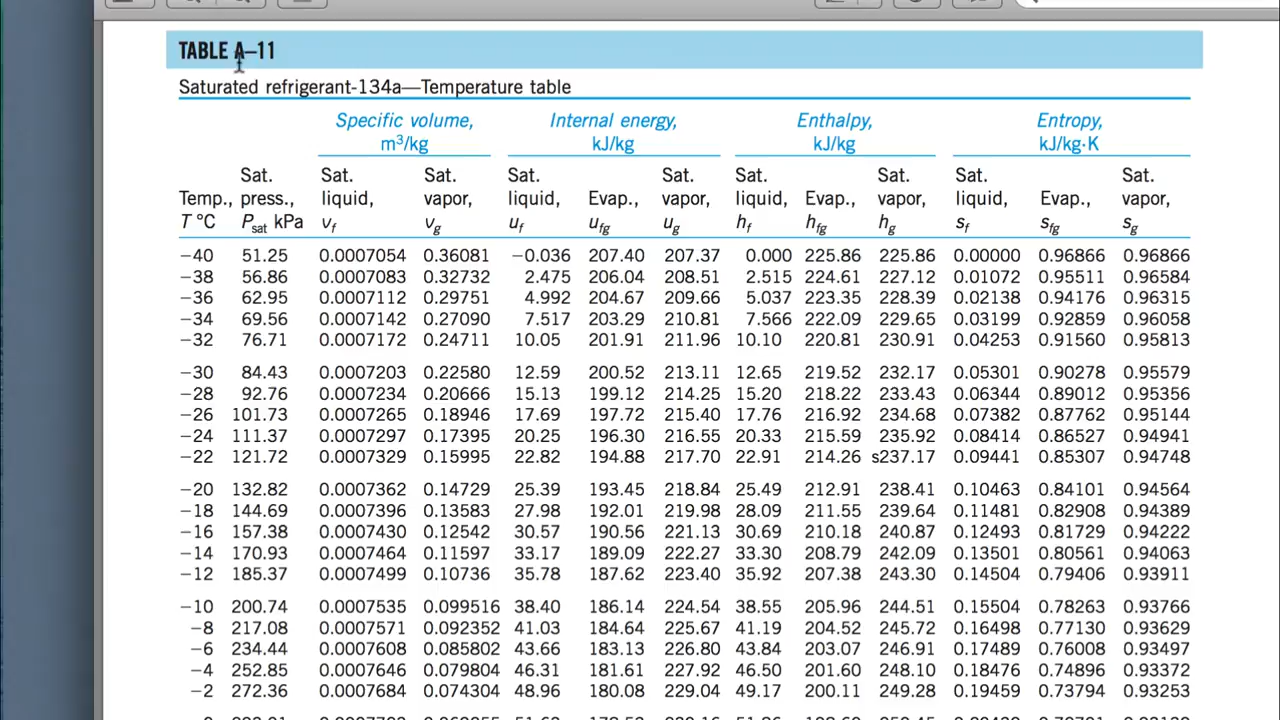 TABLE A–11
Saturated refrigerant-134a—Temperature table
Specific volume, Internal energy, Enthalpy, Entropy,
m³/kg kJ/kg kJ/kg kJ/kg·K
Sat. Sat. Sat. Sat. Sat. Sat. Sat. Sat. Sat.
Temp., press., liquid, vapor, liquid, Evap., vapor, liquid, Evap., vapor, liquid, Evap., vapor,
T °C Psat kPa vf vg uf ufg ug hf hfg hg sf sfg sg
−40 51.25 0.0007054 0.36081 −0.036 207.40 207.37 0.000 225.86 225.86 0.00000 0.96866 0.96866
−38 56.86 0.0007083 0.32732 2.475 206.04 208.51 2.515 224.61 227.12 0.01072 0.95511 0.96584
−36 62.95 0.0007112 0.29751 4.992 204.67 209.66 5.037 223.35 228.39 0.02138 0.94176 0.96315
−34 69.56 0.0007142 0.27090 7.517 203.29 210.81 7.566 222.09 229.65 0.03199 0.92859 0.96058
−32 76.71 0.0007172 0.24711 10.05 201.91 211.96 10.10 220.81 230.91 0.04253 0.91560 0.95813
−30 84.43 0.0007203 0.22580 12.59 200.52 213.11 12.65 219.52 232.17 0.05301 0.90278 0.95579
−28 92.76 0.0007234 0.20666 15.13 199.12 214.25 15.20 218.22 233.43 0.06344 0.89012 0.95356
−26 101.73 0.0007265 0.18946 17.69 197.72 215.40 17.76 216.92 234.68 0.07382 0.87762 0.95144
−24 111.37 0.0007297 0.17395 20.25 196.30 216.55 20.33 215.59 235.92 0.08414 0.86527 0.94941
−22 121.72 0.0007329 0.15995 22.82 194.88 217.70 22.91 214.26 s237.17 0.09441 0.85307 0.94748
−20 132.82 0.0007362 0.14729 25.39 193.45 218.84 25.49 212.91 238.41 0.10463 0.84101 0.94564
−18 144.69 0.0007396 0.13583 27.98 192.01 219.98 28.09 211.55 239.64 0.11481 0.82908 0.94389
−16 157.38 0.0007430 0.12542 30.57 190.56 221.13 30.69 210.18 240.87 0.12493 0.81729 0.94222
−14 170.93 0.0007464 0.11597 33.17 189.09 222.27 33.30 208.79 242.09 0.13501 0.80561 0.94063
−12 185.37 0.0007499 0.10736 35.78 187.62 223.40 35.92 207.38 243.30 0.14504 0.79406 0.93911
−10 200.74 0.0007535 0.099516 38.40 186.14 224.54 38.55 205.96 244.51 0.15504 0.78263 0.93766
−8 217.08 0.0007571 0.092352 41.03 184.64 225.67 41.19 204.52 245.72 0.16498 0.77130 0.93629
−6 234.44 0.0007608 0.085802 43.66 183.13 226.80 43.84 203.07 246.91 0.17489 0.76008 0.93497
−4 252.85 0.0007646 0.079804 46.31 181.61 227.92 46.50 201.60 248.10 0.18476 0.74896 0.93372
−2 272.36 0.0007684 0.074304 48.96 180.08 229.04 49.17 200.11 249.28 0.19459 0.73794 0.93253